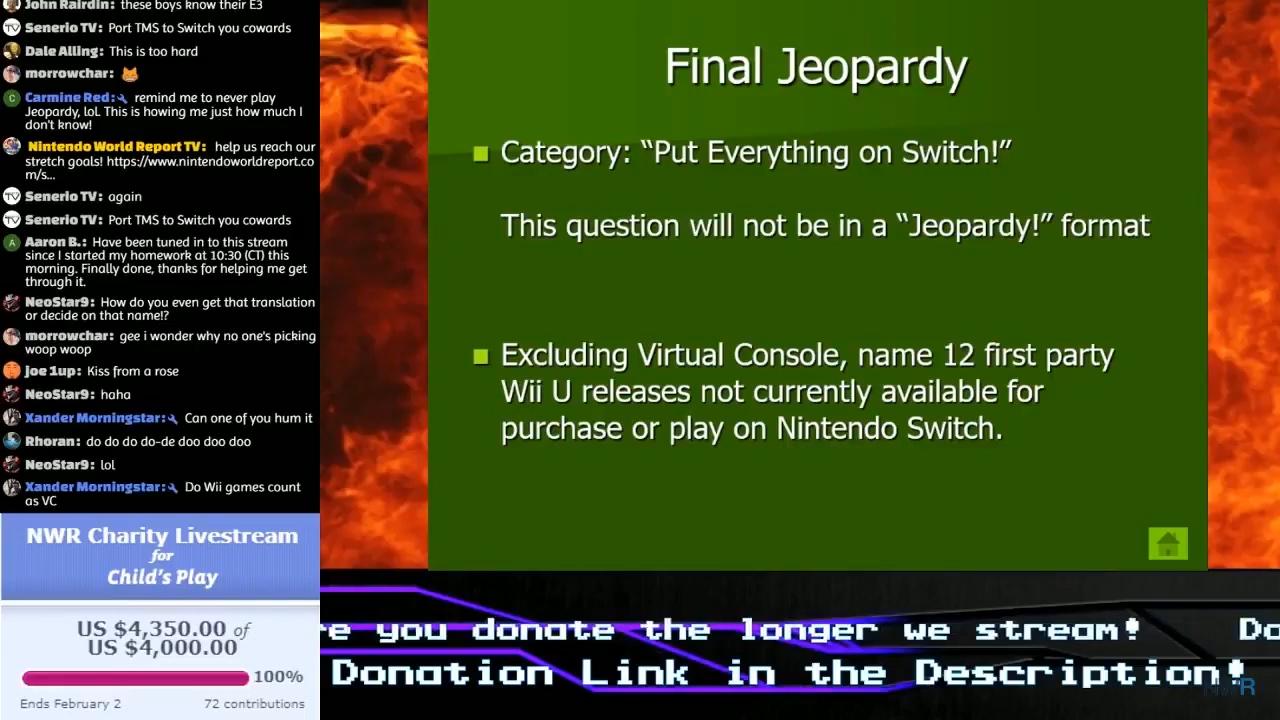 John Rairdin: these boys know their E3
Senerio TV: Port TMS to Switch you cowards
Dale Alling: This is too hard
morrowchar:
Carmine Red: remind me to never play
Jeopardy, lol. This is howing me just how much I
don't know!
Nintendo World Report TV: help us reach our
stretch goals! https://www.nintendoworldreport.co
m/s...
Senerio TV: again
Senerio TV: Port TMS to Switch you cowards
Aaron B.: Have been tuned in to this stream
since I started my homework at 10:30 (CT) this
morning. Finally done, thanks for helping me get
through it.
NeoStar9: How do you even get that translation
or decide on that name!?
morrowchar: gee i wonder why no one's picking
woop woop
Joe 1up: Kiss from a rose
NeoStar9: haha
Xander Morningstar: Can one of you hum it
Rhoran: do do do do-de doo doo doo
NeoStar9: lol
Xander Morningstar: Do Wii games count
as VC
NWR Charity Livestream
for
Child's Play
US $4,350.00 of
US $4,000.00
100%
Ends February 2 72 contributions
Final Jeopardy
Category: “Put Everything on Switch!”
This question will not be in a “Jeopardy!” format
Excluding Virtual Console, name 12 first party
Wii U releases not currently available for
purchase or play on Nintendo Switch.
re you donate the longer we stream! Do
Donation Link in the Description!
NWR